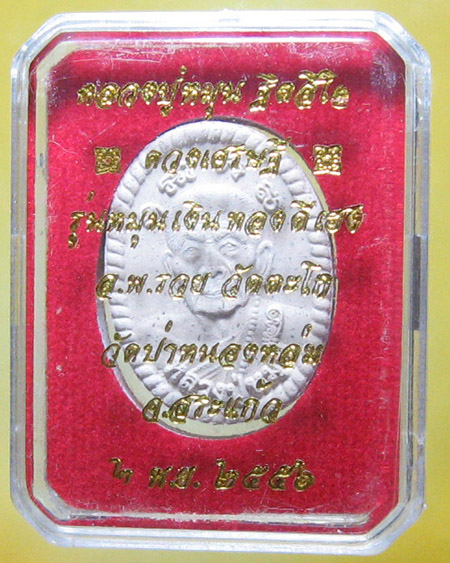 หลวงปู่หมุน ฐิตสีโล
ดวงเศรษฐี
รุ่นหมุน เงิน ทอง ดี เฮง
อ.พ.รวย วัดตะโก
วัดป่าหนองหล่ม
จ.สระแก้ว
๒ พ.ย. ๒๕๕๖